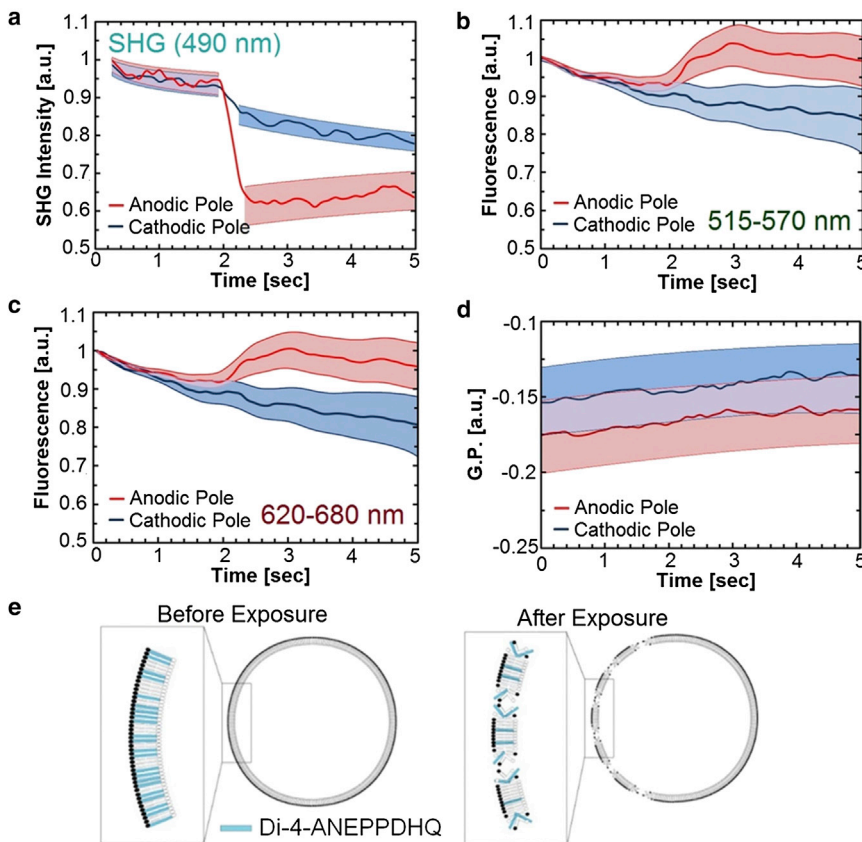 a
SHG (490 nm)
SHG Intensity [a.u.]
1.1
1
0.9
0.8
0.7
0.6
0.5
Anodic Pole
Cathodic Pole
0 1 2 3 4 5
Time [sec]
b
Fluorescence [a.u.]
1.1
1
0.9
0.8
0.7
0.6
0.5
Anodic Pole
Cathodic Pole
515-570 nm
0 1 2 3 4 5
Time [sec]
c
Fluorescence [a.u.]
1.1
1
0.9
0.8
0.7
0.6
0.5
Anodic Pole
Cathodic Pole
620-680 nm
0 1 2 3 4 5
Time [sec]
d
G.P. [a.u.]
-0.1
-0.15
-0.2
-0.25
Anodic Pole
Cathodic Pole
0 1 2 3 4 5
Time [sec]
e
Before Exposure
After Exposure
Di-4-ANEPPDHQ